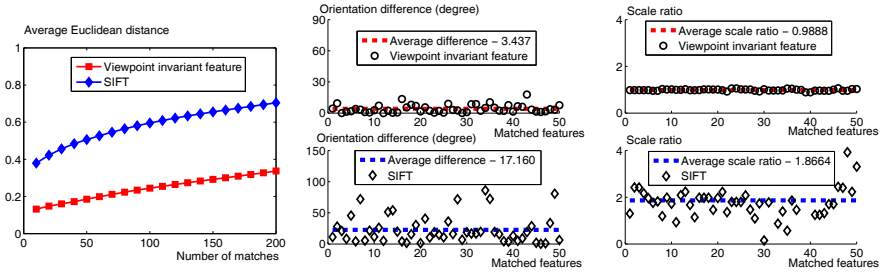 Average Euclidean distance
1
0.8
0.6
0.4
0.2
0
Viewpoint invariant feature
SIFT
0 50 100 150 200
Number of matches
Orientation difference (degree)
90
60
30
0
Average difference − 3.437
Viewpoint invariant feature
0 10 20 30 40 50
Matched features
Orientation difference (degree)
150
100
50
0
Average difference − 17.160
SIFT
0 10 20 30 40 50
Matched features
Scale ratio
4
2
0
Average scale ratio − 0.9888
Viewpoint invariant feature
0 10 20 30 40 50
Matched features
Scale ratio
4
2
0
Average scale ratio − 1.8664
SIFT
0 10 20 30 40 50
Matched features